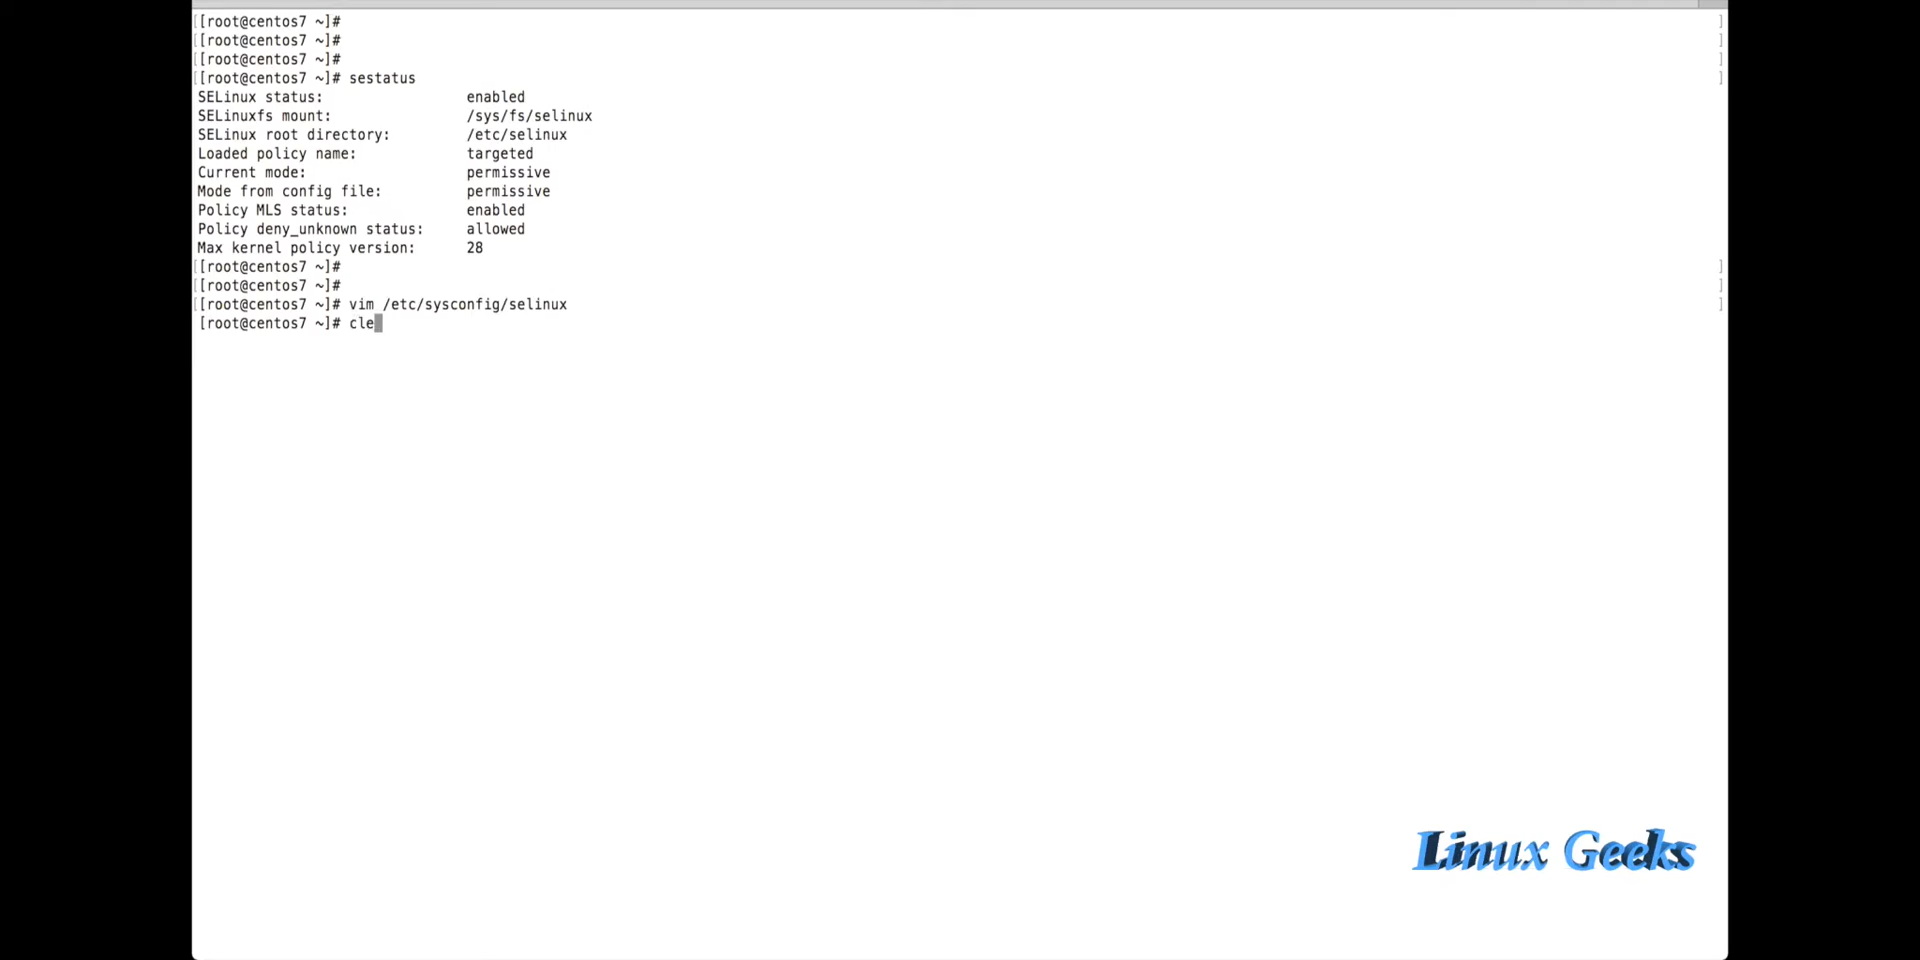 [[root@centos7 ~]# ]
[[root@centos7 ~]# ]
[[root@centos7 ~]# ]
[[root@centos7 ~]# sestatus ]
SELinux status: enabled
SELinuxfs mount: /sys/fs/selinux
SELinux root directory: /etc/selinux
Loaded policy name: targeted
Current mode: permissive
Mode from config file: permissive
Policy MLS status: enabled
Policy deny_unknown status: allowed
Max kernel policy version: 28
[[root@centos7 ~]# ]
[[root@centos7 ~]# ]
[[root@centos7 ~]# vim /etc/sysconfig/selinux ]
[root@centos7 ~]# cle
Linux Geeks